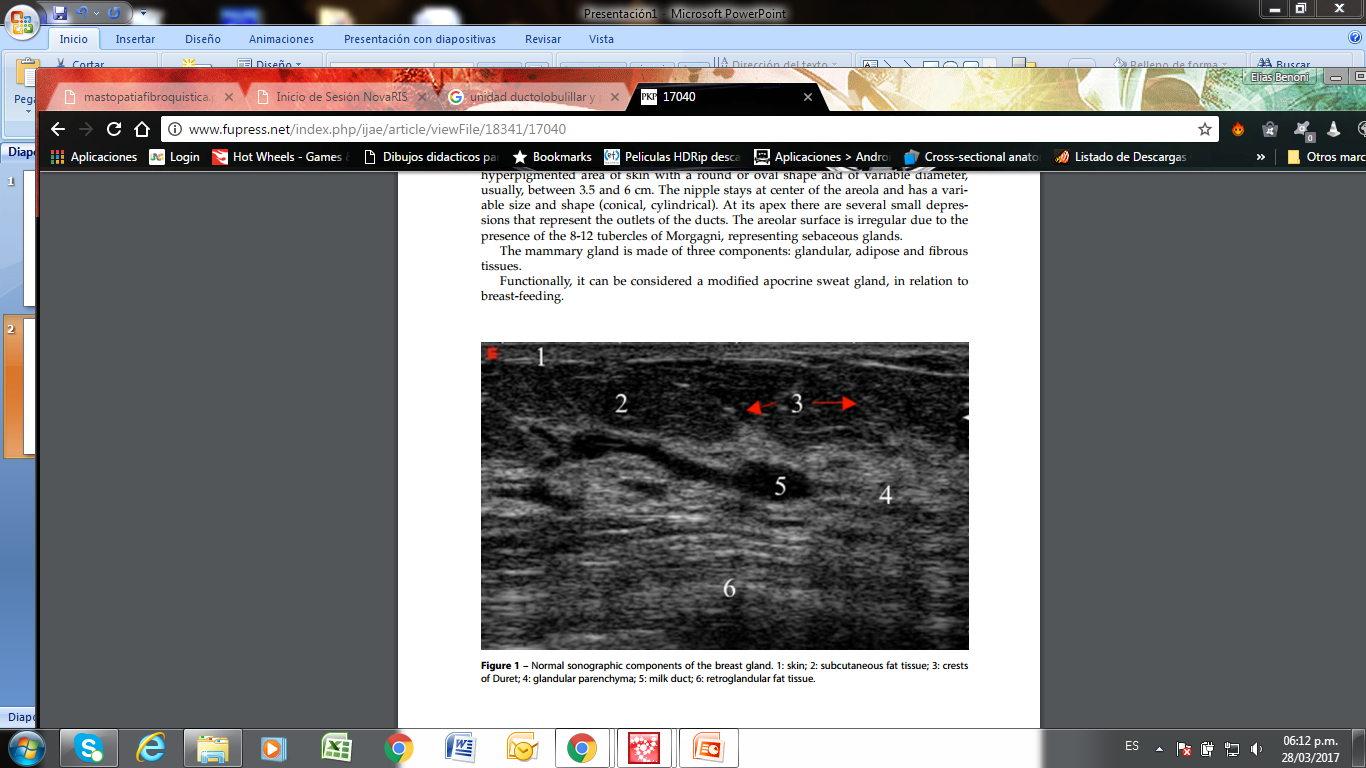 Presentación1 - Microsoft PowerPoint
Inicio Insertar Diseño Animaciones Presentación con diapositivas Revisar Vista
Cortar Diseño Dirección del texto Relleno de forma Buscar
Pega
Elias Benoni
mastopatiafibroquistica. Inicio de Sesión NovaRIS unidad ductolobulillar y PKP 17040
www.fupress.net/index.php/ijae/article/viewFile/18341/17040
Aplicaciones Login Hot Wheels - Games Dibujos didacticos pa Bookmarks Peliculas HDRip desca Aplicaciones > Andro Cross-sectional anato Listado de Descargas » Otros marc
Diap
1
2
hyperpigmented area of skin with a round or oval shape and of variable diameter,
usually, between 3.5 and 6 cm. The nipple stays at center of the areola and has a vari-
able size and shape (conical, cylindrical). At its apex there are several small depres-
sions that represent the outlets of the ducts. The areolar surface is irregular due to the
presence of the 8-12 tubercles of Morgagni, representing sebaceous glands.
The mammary gland is made of three components: glandular, adipose and fibrous
tissues.
Functionally, it can be considered a modified apocrine sweat gland, in relation to
breast-feeding.
1
2
3
4
5
6
Figure 1 – Normal sonographic components of the breast gland. 1: skin; 2: subcutaneous fat tissue; 3: crests
of Duret; 4: glandular parenchyma; 5: milk duct; 6: retroglandular fat tissue.
Diapo
ES
06:12 p.m.
28/03/2017